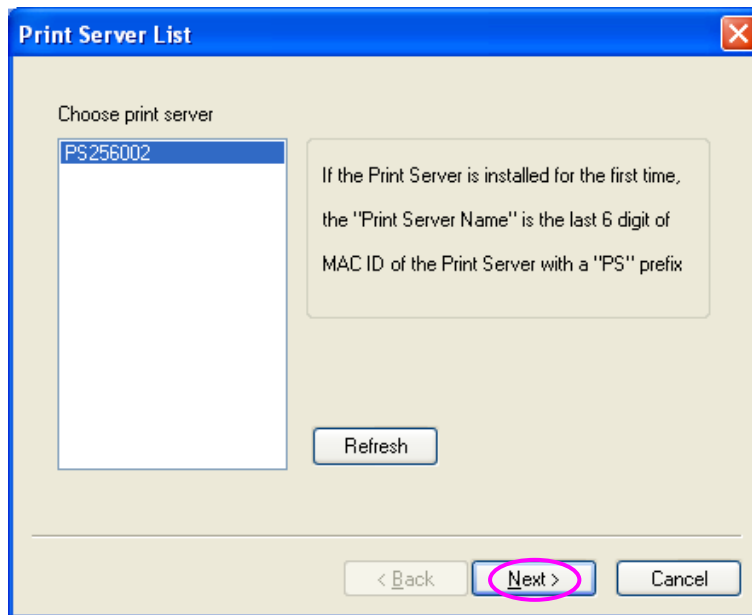 Print Server List
Choose print server
PS256002
If the Print Server is installed for the first time,
the "Print Server Name" is the last 6 digit of
MAC ID of the Print Server with a "PS" prefix
Refresh
< Back
Next >
Cancel